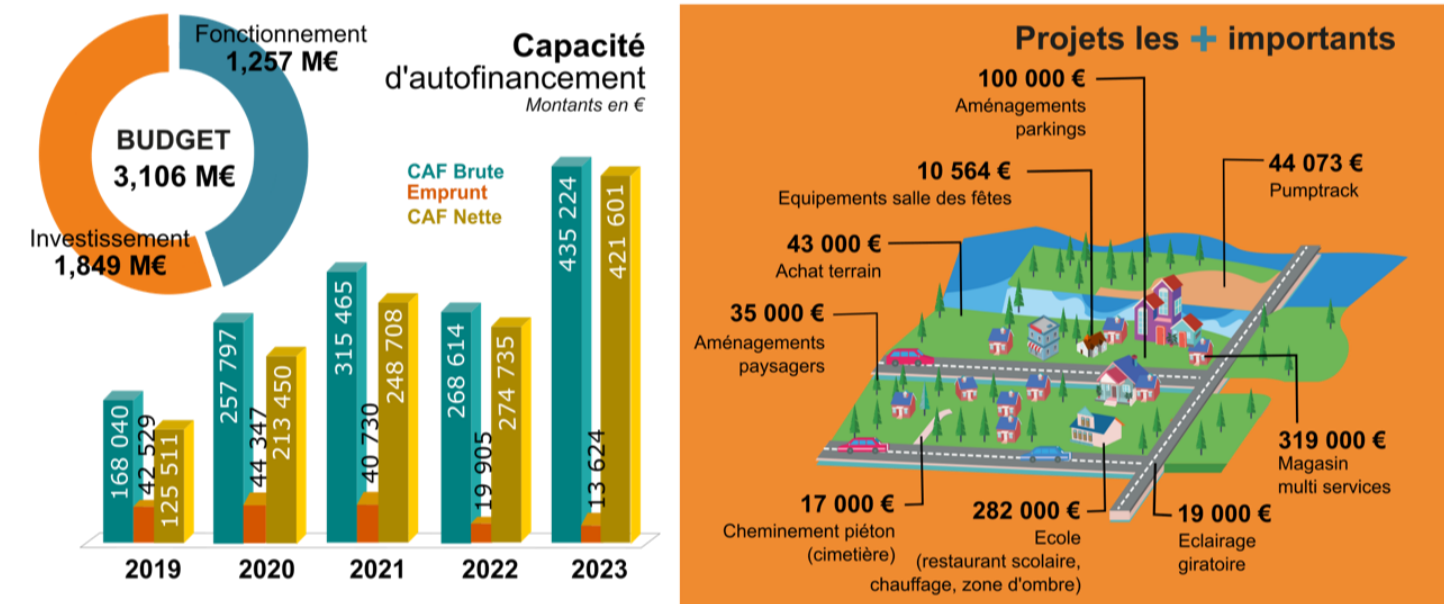 Fonctionnement
1,257 M€
BUDGET
3,106 M€
Investissement
1,849 M€
Capacité
d'autofinancement
Montants en €
CAF Brute
Emprunt
CAF Nette
168 040
42 529
125 511
257 797
44 347
213 450
315 465
40 730
248 708
268 614
19 905
274 735
435 224
13 624
421 601
2019
2020
2021
2022
2023
Projets les + importants
100 000 €
Aménagements
parkings
10 564 €
Equipements salle des fêtes
44 073 €
Pumptrack
43 000 €
Achat terrain
35 000 €
Aménagements
paysagers
319 000 €
Magasin
multi services
17 000 €
Cheminement piéton
(cimetière)
282 000 €
Ecole
(restaurant scolaire,
chauffage, zone d'ombre)
19 000 €
Eclairage
giratoire